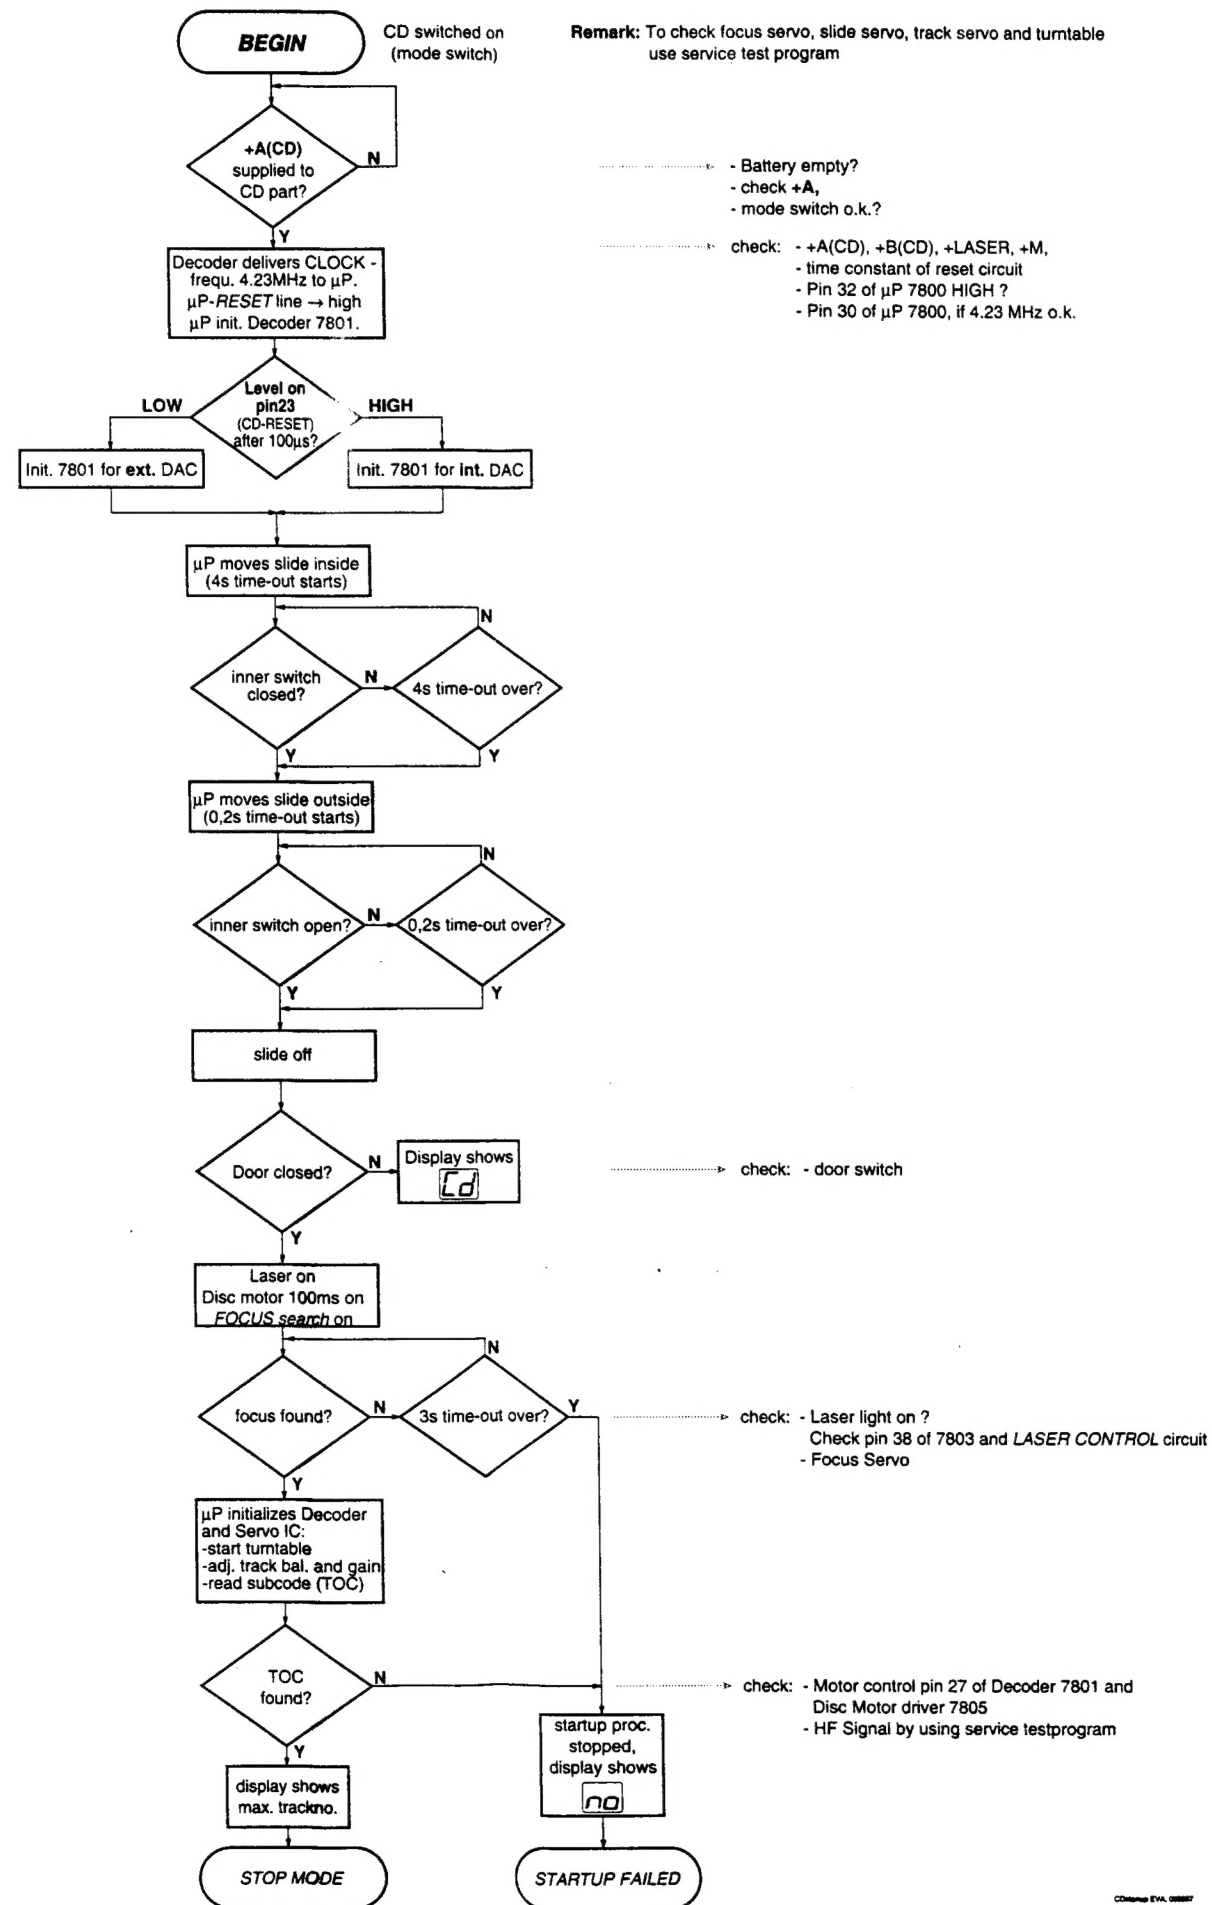 BEGIN
CD switched on
(mode switch)
Remark: To check focus servo, slide servo, track servo and turntable
use service test program
+A(CD)
supplied to
CD part?
N
- Battery empty?
- check +A,
- mode switch o.k.?
Y
Decoder delivers CLOCK -
frequ. 4.23MHz to µP.
µP-RESET line → high
µP init. Decoder 7801.
check: - +A(CD), +B(CD), +LASER, +M,
- time constant of reset circuit
- Pin 32 of µP 7800 HIGH ?
- Pin 30 of µP 7800, if 4.23 MHz o.k.
Level on
pin23
(CD-RESET)
after 100µs?
LOW
HIGH
Init. 7801 for ext. DAC
Init. 7801 for int. DAC
µP moves slide inside
(4s time-out starts)
N
inner switch
closed?
N
4s time-out over?
Y
Y
µP moves slide outside
(0,2s time-out starts)
N
inner switch open?
N
0,2s time-out over?
Y
Y
slide off
Door closed?
N
Display shows
Cd
check: - door switch
Y
Laser on
Disc motor 100ms on
FOCUS search on
N
focus found?
N
3s time-out over?
Y
check: - Laser light on ?
Check pin 38 of 7803 and LASER CONTROL circuit
- Focus Servo
Y
µP initializes Decoder
and Servo IC:
-start turntable
-adj. track bal. and gain
-read subcode (TOC)
TOC
found?
N
check: - Motor control pin 27 of Decoder 7801 and
Disc Motor driver 7805
- HF Signal by using service testprogram
Y
startup proc.
stopped,
display shows
no
display shows
max. trackno.
STOP MODE
STARTUP FAILED